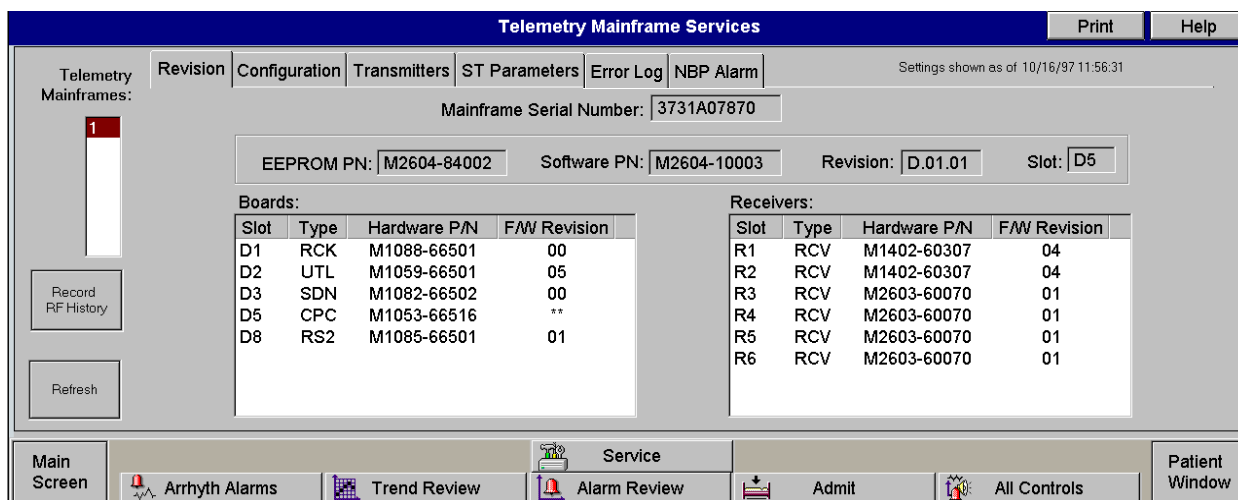 Telemetry Mainframe Services
Print
Help
Telemetry
Mainframes:
1
Record
RF History
Refresh
Revision Configuration Transmitters ST Parameters Error Log NBP Alarm
Settings shown as of 10/16/97 11:56:31
Mainframe Serial Number: 3731A07870
EEPROM PN: M2604-84002 Software PN: M2604-10003 Revision: D.01.01 Slot: D5
Boards:
Slot Type Hardware P/N F/W Revision
D1 RCK M1088-66501 00
D2 UTL M1059-66501 05
D3 SDN M1082-66502 00
D5 CPC M1053-66516 **
D8 RS2 M1085-66501 01
Receivers:
Slot Type Hardware P/N F/W Revision
R1 RCV M1402-60307 04
R2 RCV M1402-60307 04
R3 RCV M2603-60070 01
R4 RCV M2603-60070 01
R5 RCV M2603-60070 01
R6 RCV M2603-60070 01
Main
Screen
Service
Arrhyth Alarms
Trend Review
Alarm Review
Admit
All Controls
Patient
Window